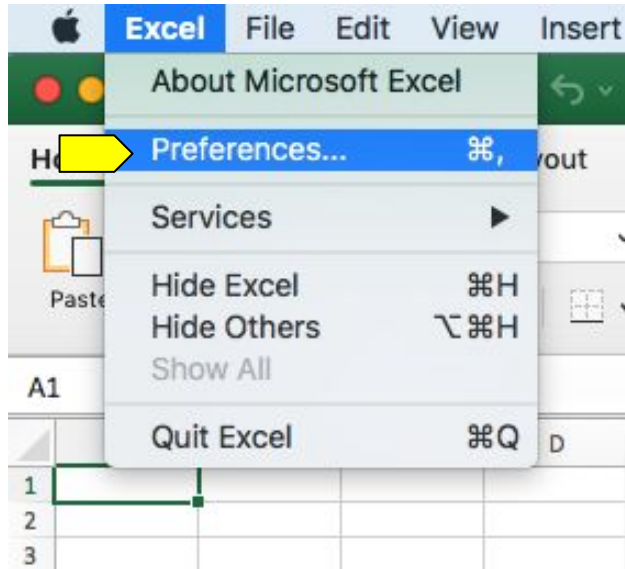 Excel File Edit View Insert
About Microsoft Excel
Preferences... ⌘,
yout
Services
Paste
Hide Excel ⌘H
Hide Others ⌥⌘H
Show All
A1
Quit Excel ⌘Q
D
1
2
3